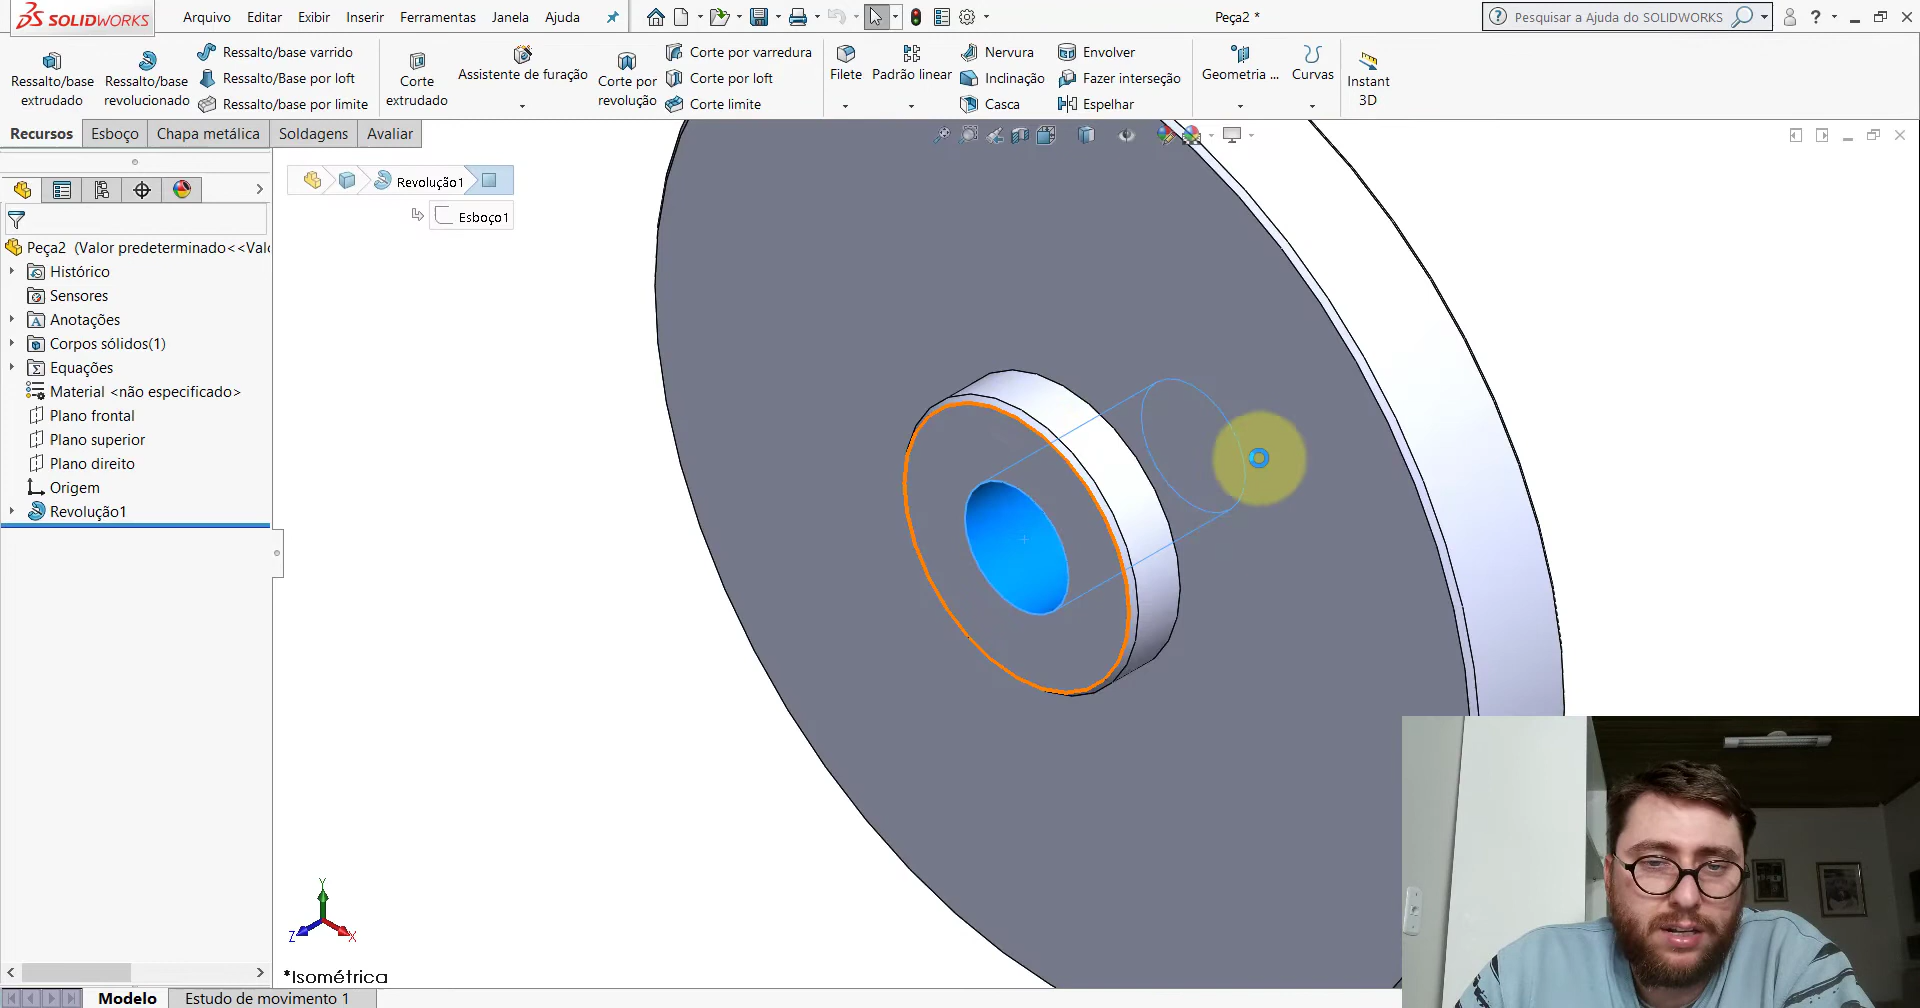 SOLIDWORKS
Arquivo Editar Exibir Inserir Ferramentas Janela Ajuda
Peça2 *
Pesquisar a Ajuda do SOLIDWORKS
Ressalto/base extrudado
Ressalto/base revolucionado
Ressalto/base varrido
Ressalto/Base por loft
Ressalto/base por limite
Corte extrudado
Assistente de furação
Corte por revolução
Corte por varredura
Corte por loft
Corte limite
Filete
Padrão linear
Nervura
Inclinação
Casca
Envolver
Fazer interseção
Espelhar
Geometria ...
Curvas
Instant 3D
Recursos Esboço Chapa metálica Soldagens Avaliar
Revolução1
Esboço1
Peça2 (Valor predeterminado<<Val
Histórico
Sensores
Anotações
Corpos sólidos(1)
Equações
Material <não especificado>
Plano frontal
Plano superior
Plano direito
Origem
Revolução1
Y
Z
X
*Isométrica
Modelo Estudo de movimento 1